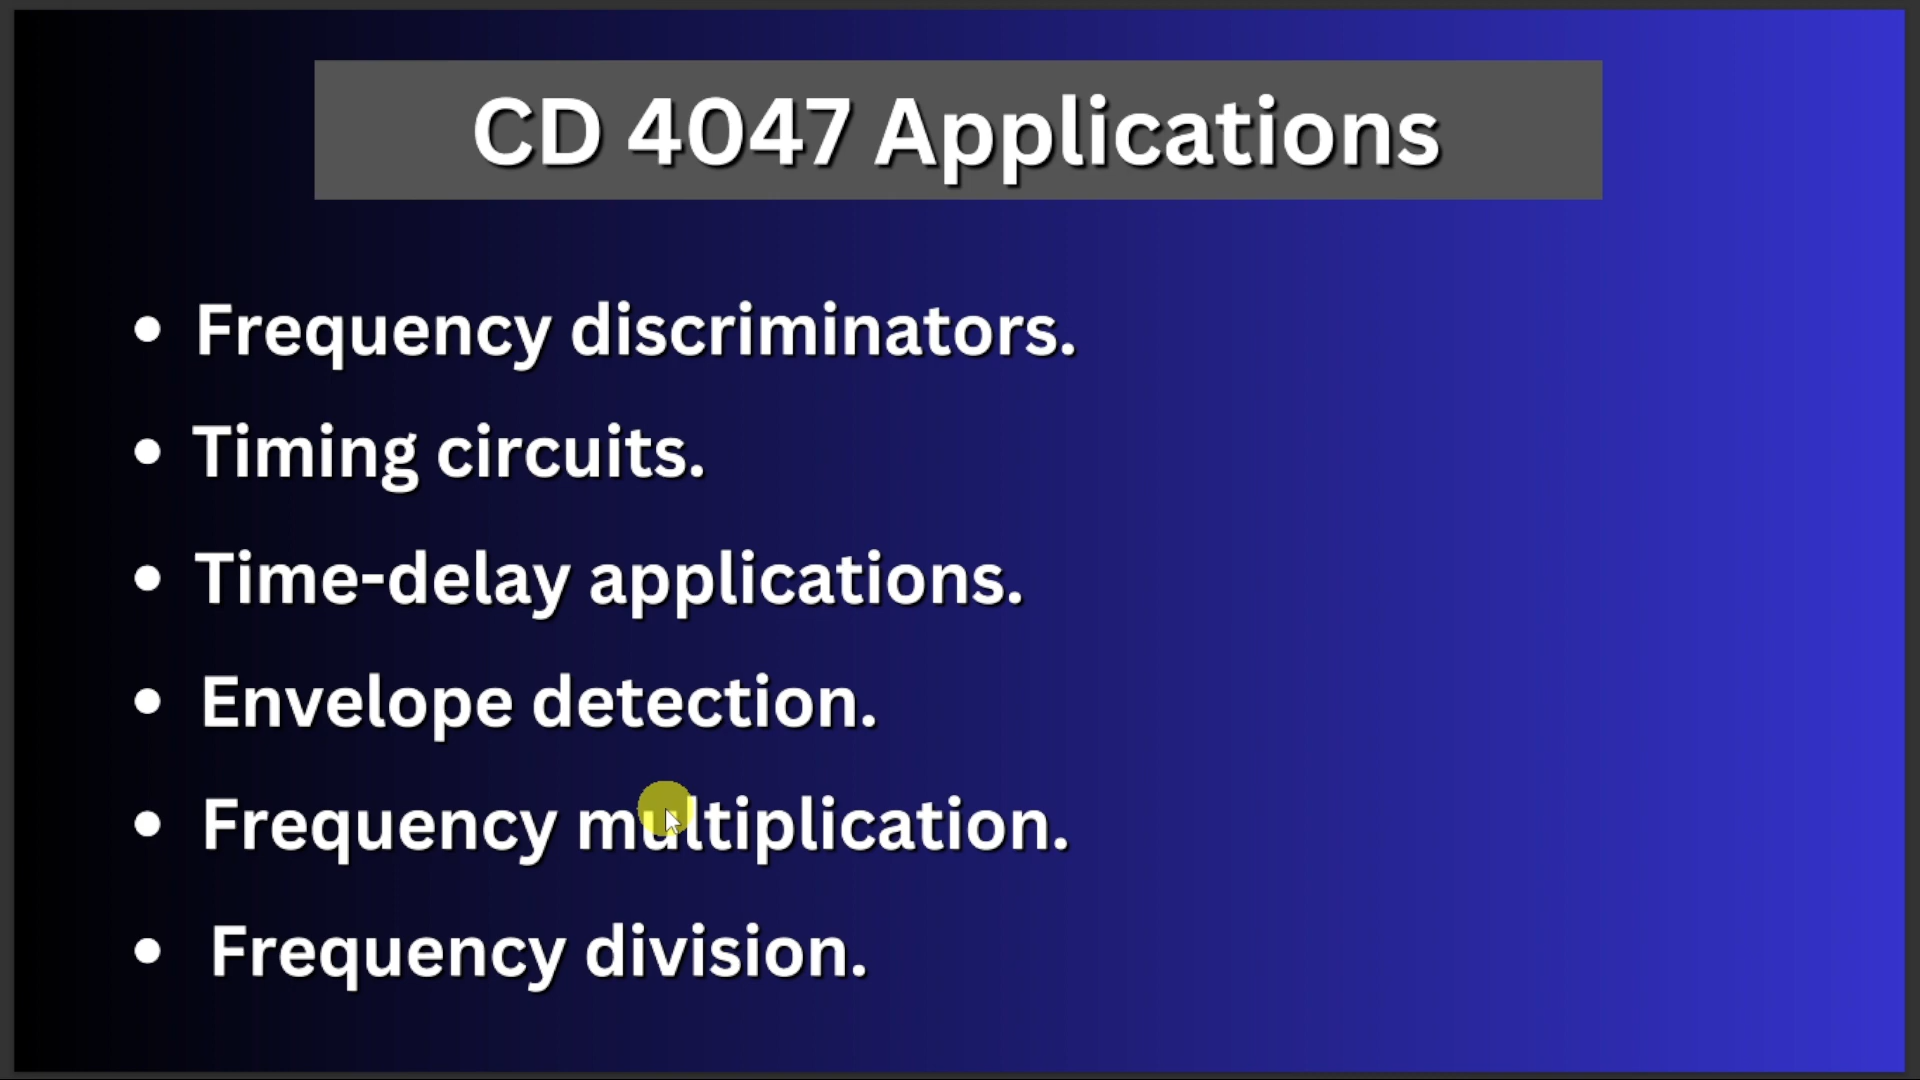 CD 4047 Applications
• Frequency discriminators.
• Timing circuits.
• Time-delay applications.
• Envelope detection.
• Frequency multiplication.
• Frequency division.